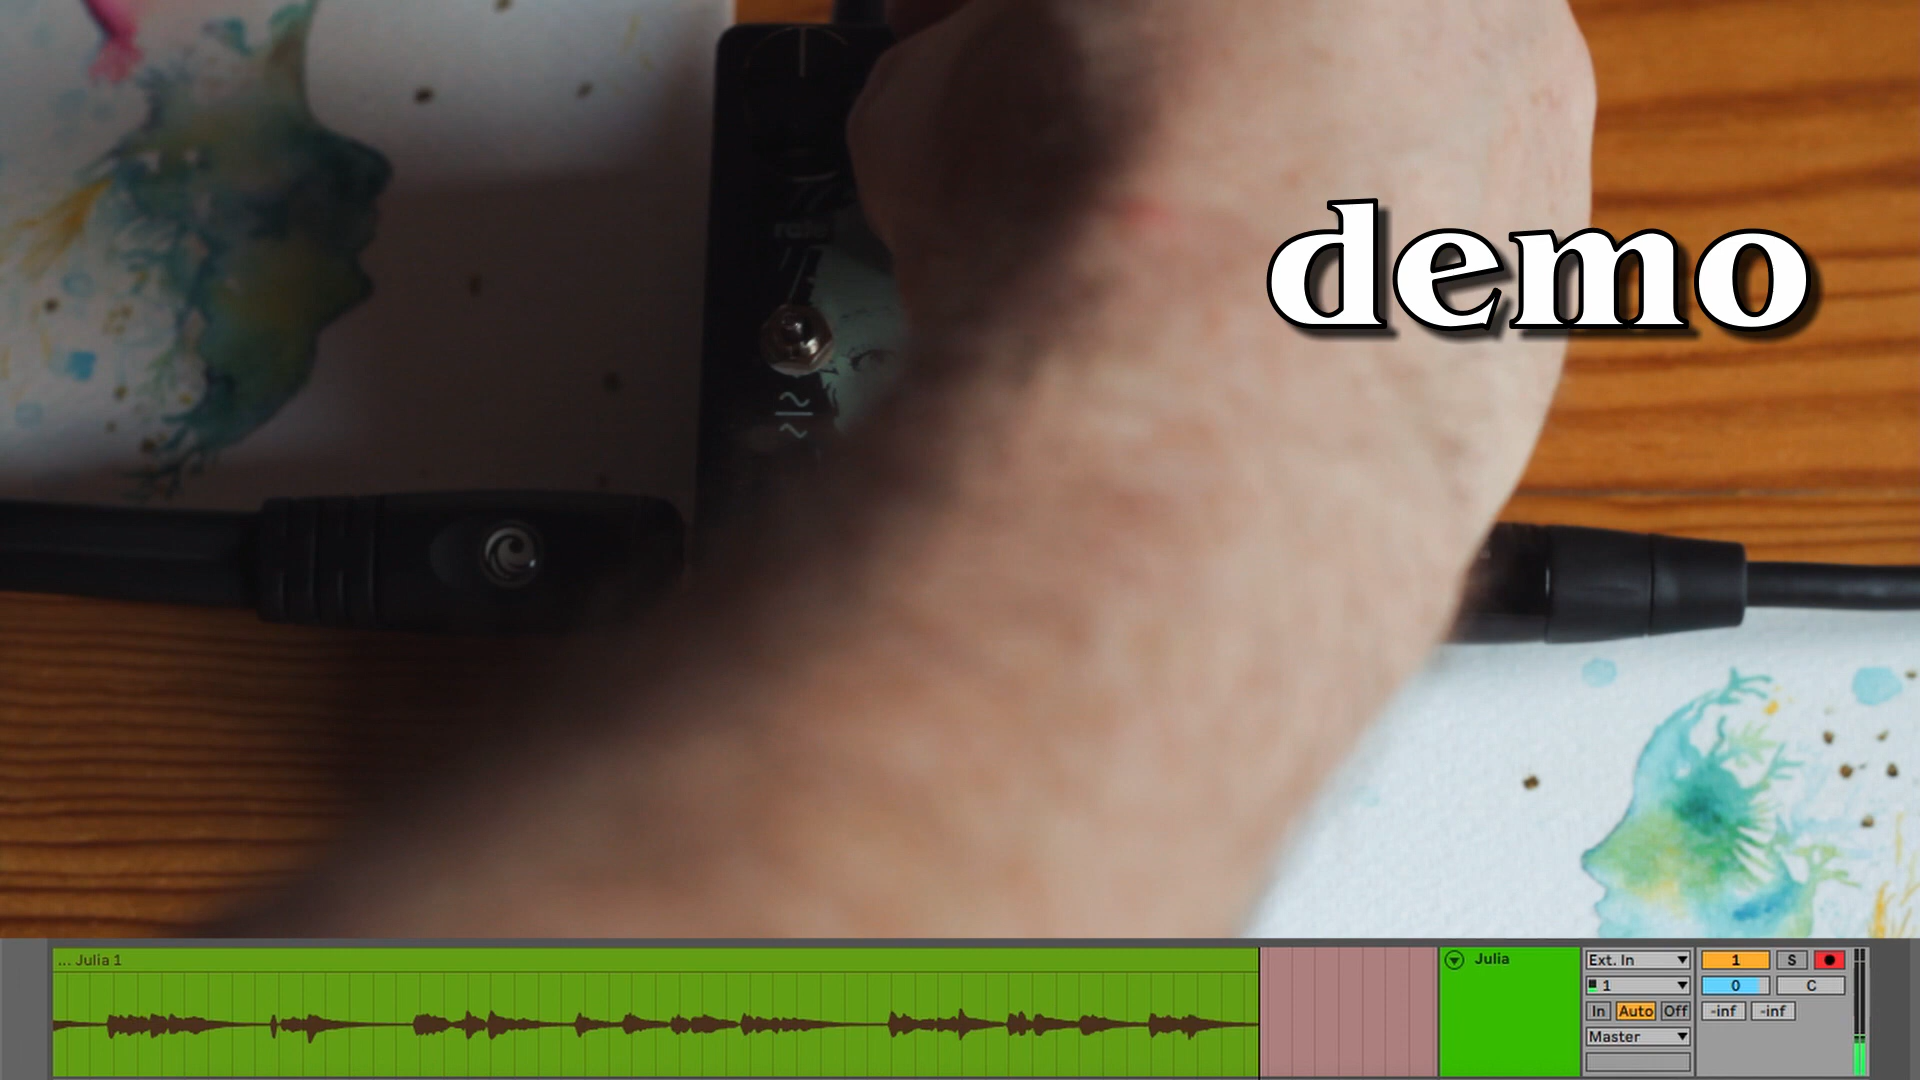 demo
... Julia 1
Julia
Ext. In
1
In Auto Off
Master
1 S
0 C
-inf -inf